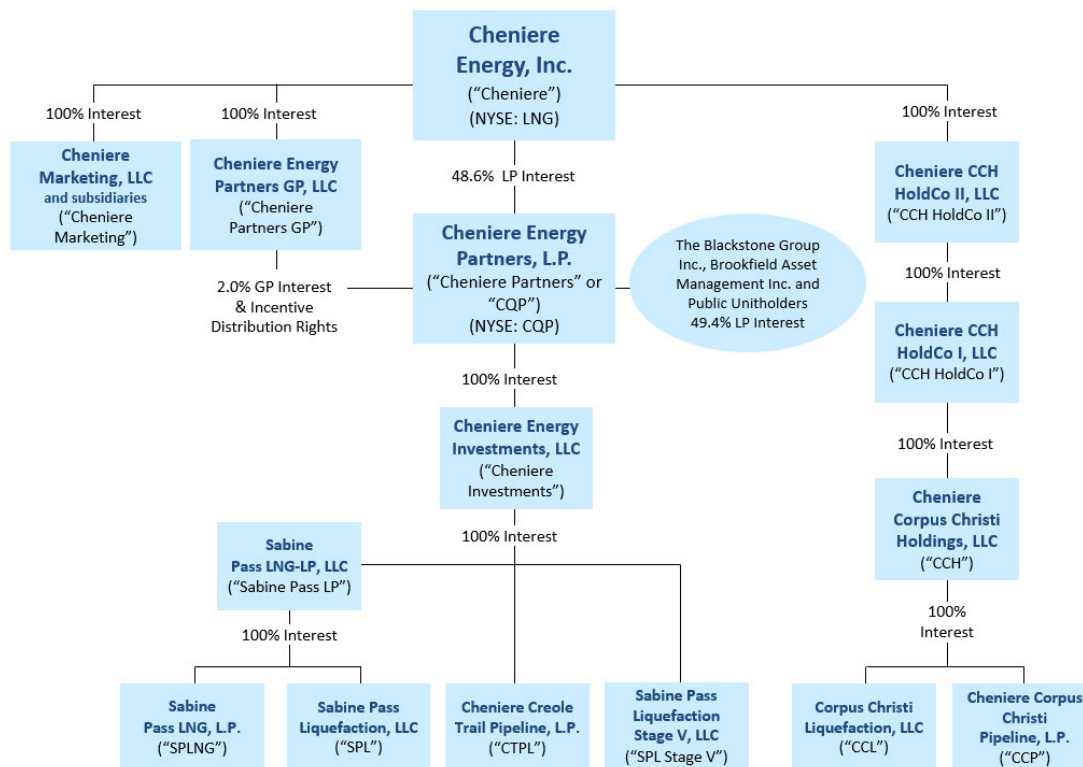 Cheniere
Energy, Inc.
(“Cheniere”)
(NYSE: LNG)
100% Interest
100% Interest
100% Interest
Cheniere
Marketing, LLC
and subsidiaries
(“Cheniere
Marketing”)
Cheniere Energy
Partners GP, LLC
(“Cheniere
Partners GP”)
48.6% LP Interest
Cheniere CCH
HoldCo II, LLC
(“CCH HoldCo II”)
2.0% GP Interest
& Incentive
Distribution Rights
Cheniere Energy
Partners, L.P.
(“Cheniere Partners” or
“CQP”)
(NYSE: CQP)
The Blackstone Group
Inc., Brookfield Asset
Management Inc. and
Public Unitholders
49.4% LP Interest
100% Interest
Cheniere CCH
HoldCo I, LLC
(“CCH HoldCo I”)
100% Interest
Cheniere Energy
Investments, LLC
(“Cheniere
Investments”)
100% Interest
Cheniere
Corpus Christi
Holdings, LLC
(“CCH”)
100% Interest
Sabine
Pass LNG-LP, LLC
(“Sabine Pass LP”)
100% Interest
100%
Interest
Sabine
Pass LNG, L.P.
(“SPLNG”)
Sabine Pass
Liquefaction, LLC
(“SPL”)
Cheniere Creole
Trail Pipeline, L.P.
(“CTPL”)
Sabine Pass
Liquefaction
Stage V, LLC
(“SPL Stage V”)
Corpus Christi
Liquefaction, LLC
(“CCL”)
Cheniere Corpus
Christi
Pipeline, L.P.
(“CCP”)